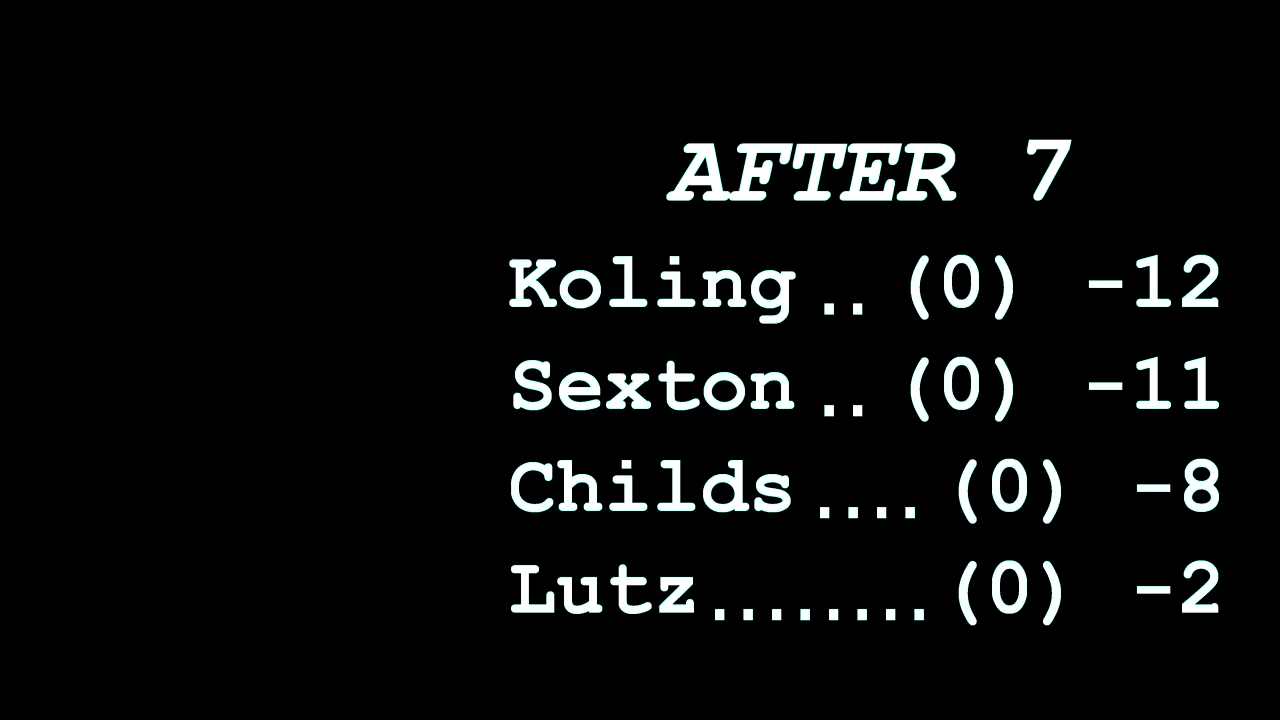 AFTER 7
Koling .. (0) -12
Sexton .. (0) -11
Childs .... (0) -8
Lutz ........ (0) -2